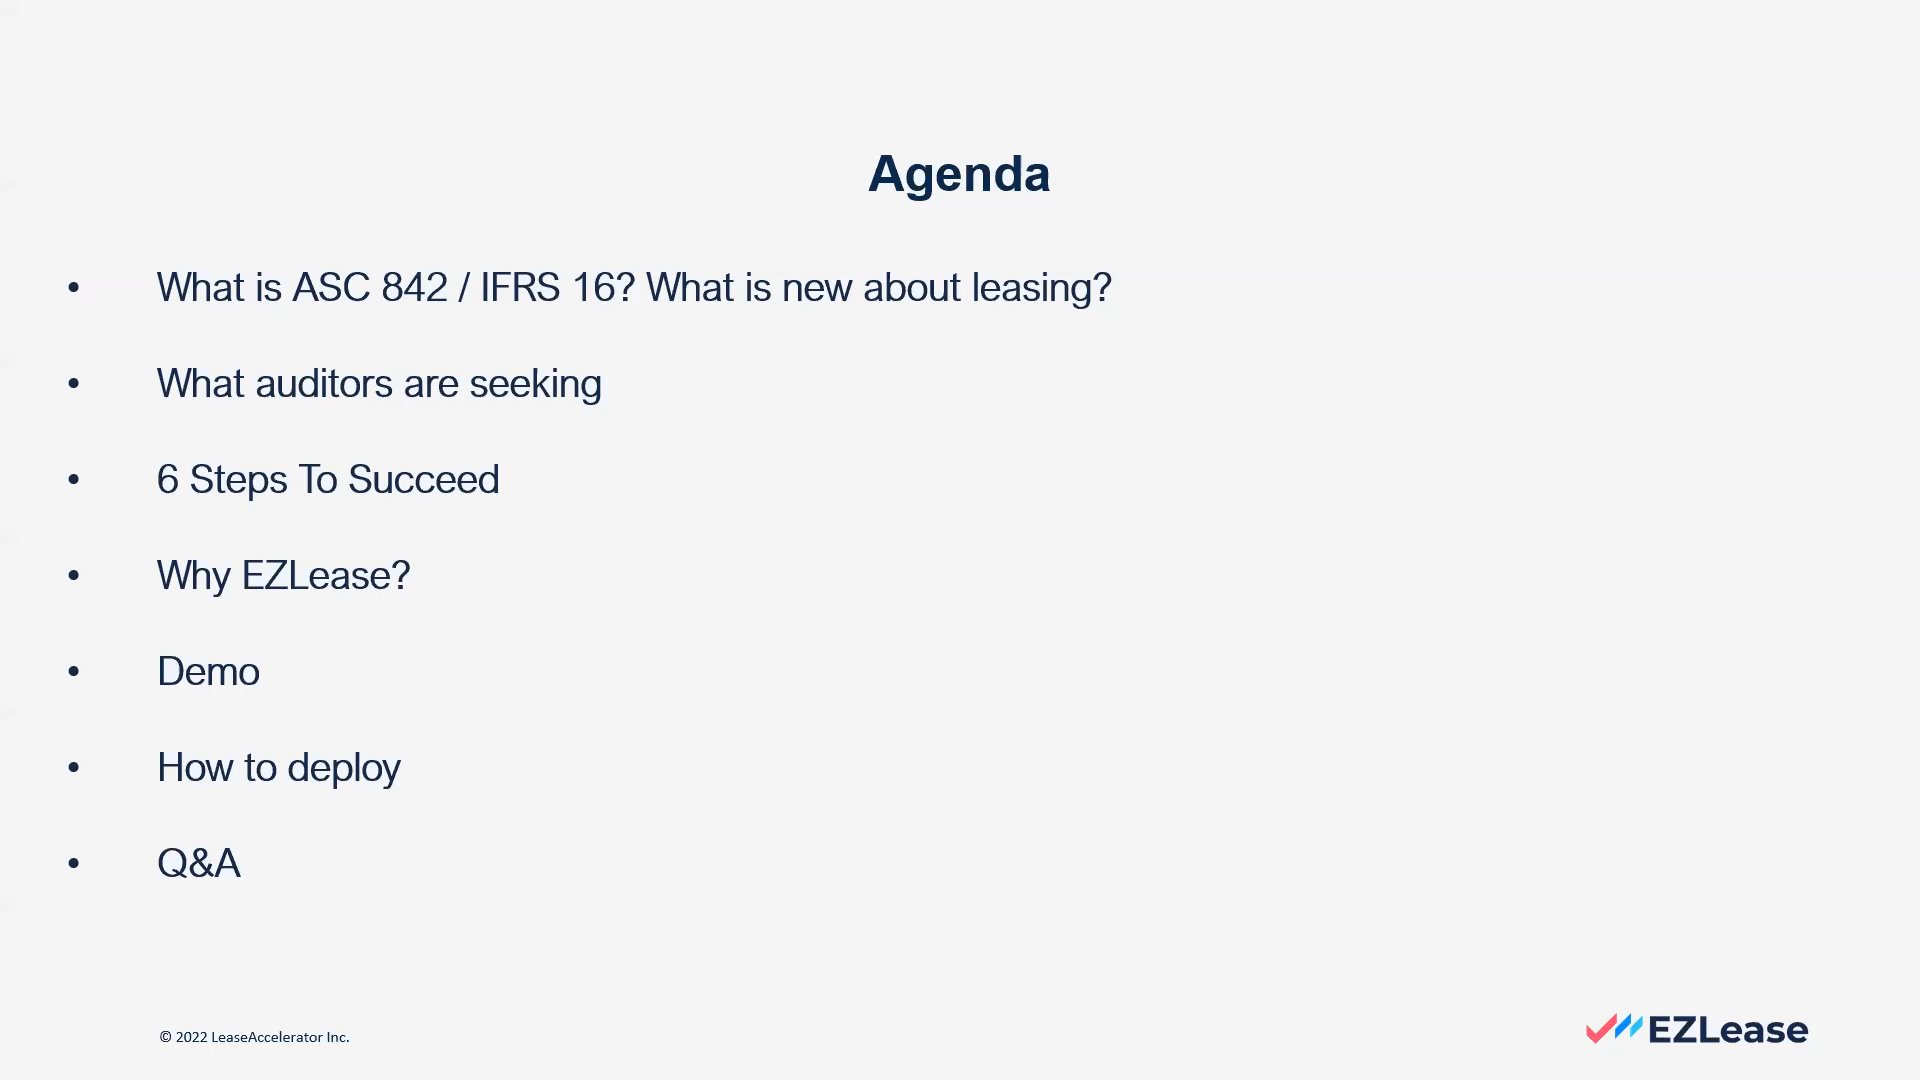 Agenda
• What is ASC 842 / IFRS 16? What is new about leasing?
• What auditors are seeking
• 6 Steps To Succeed
• Why EZLease?
• Demo
• How to deploy
• Q&A
© 2022 LeaseAccelerator Inc.
EZLease